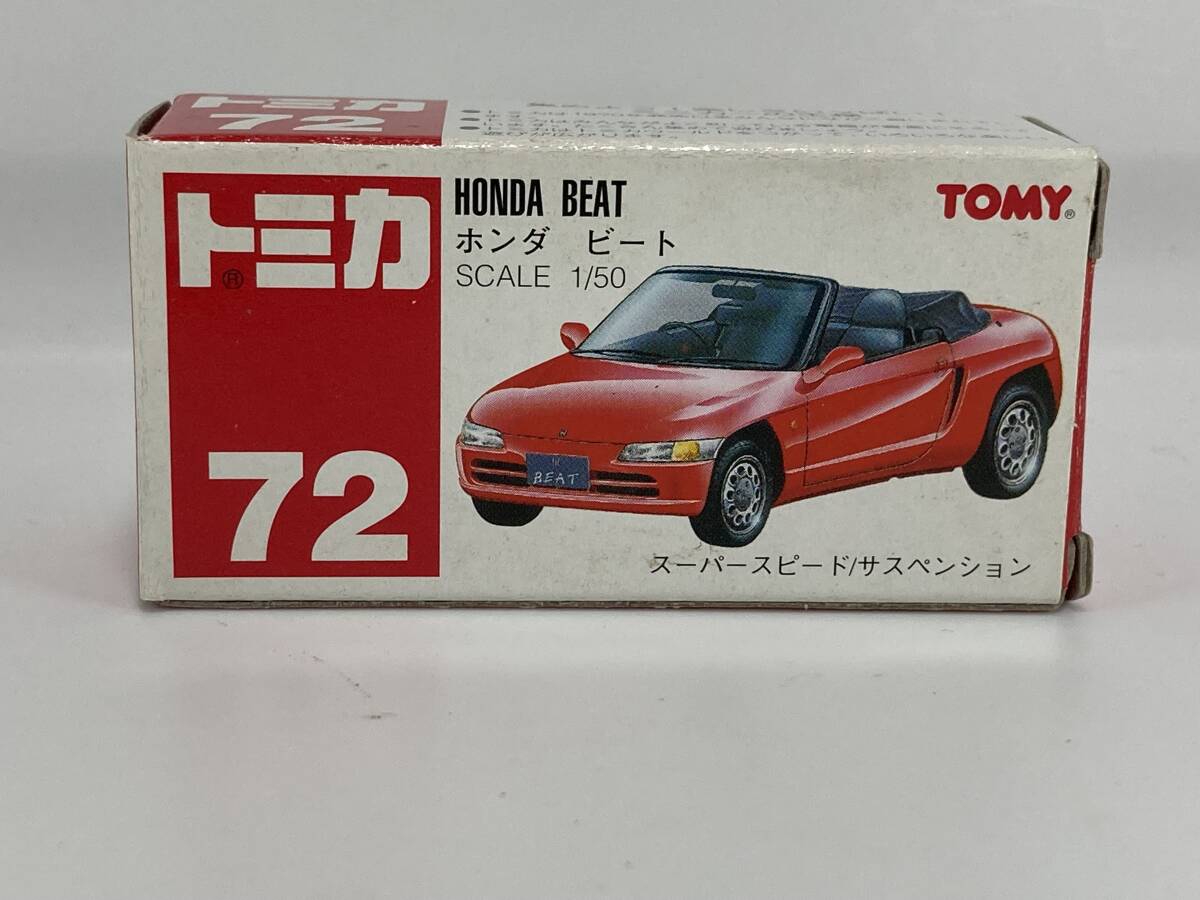 トミカ
72
トミカ®
72
HONDA BEAT
ホンダ ビート
SCALE 1/50
TOMY®
BEAT
スーパースピード/サスペンション